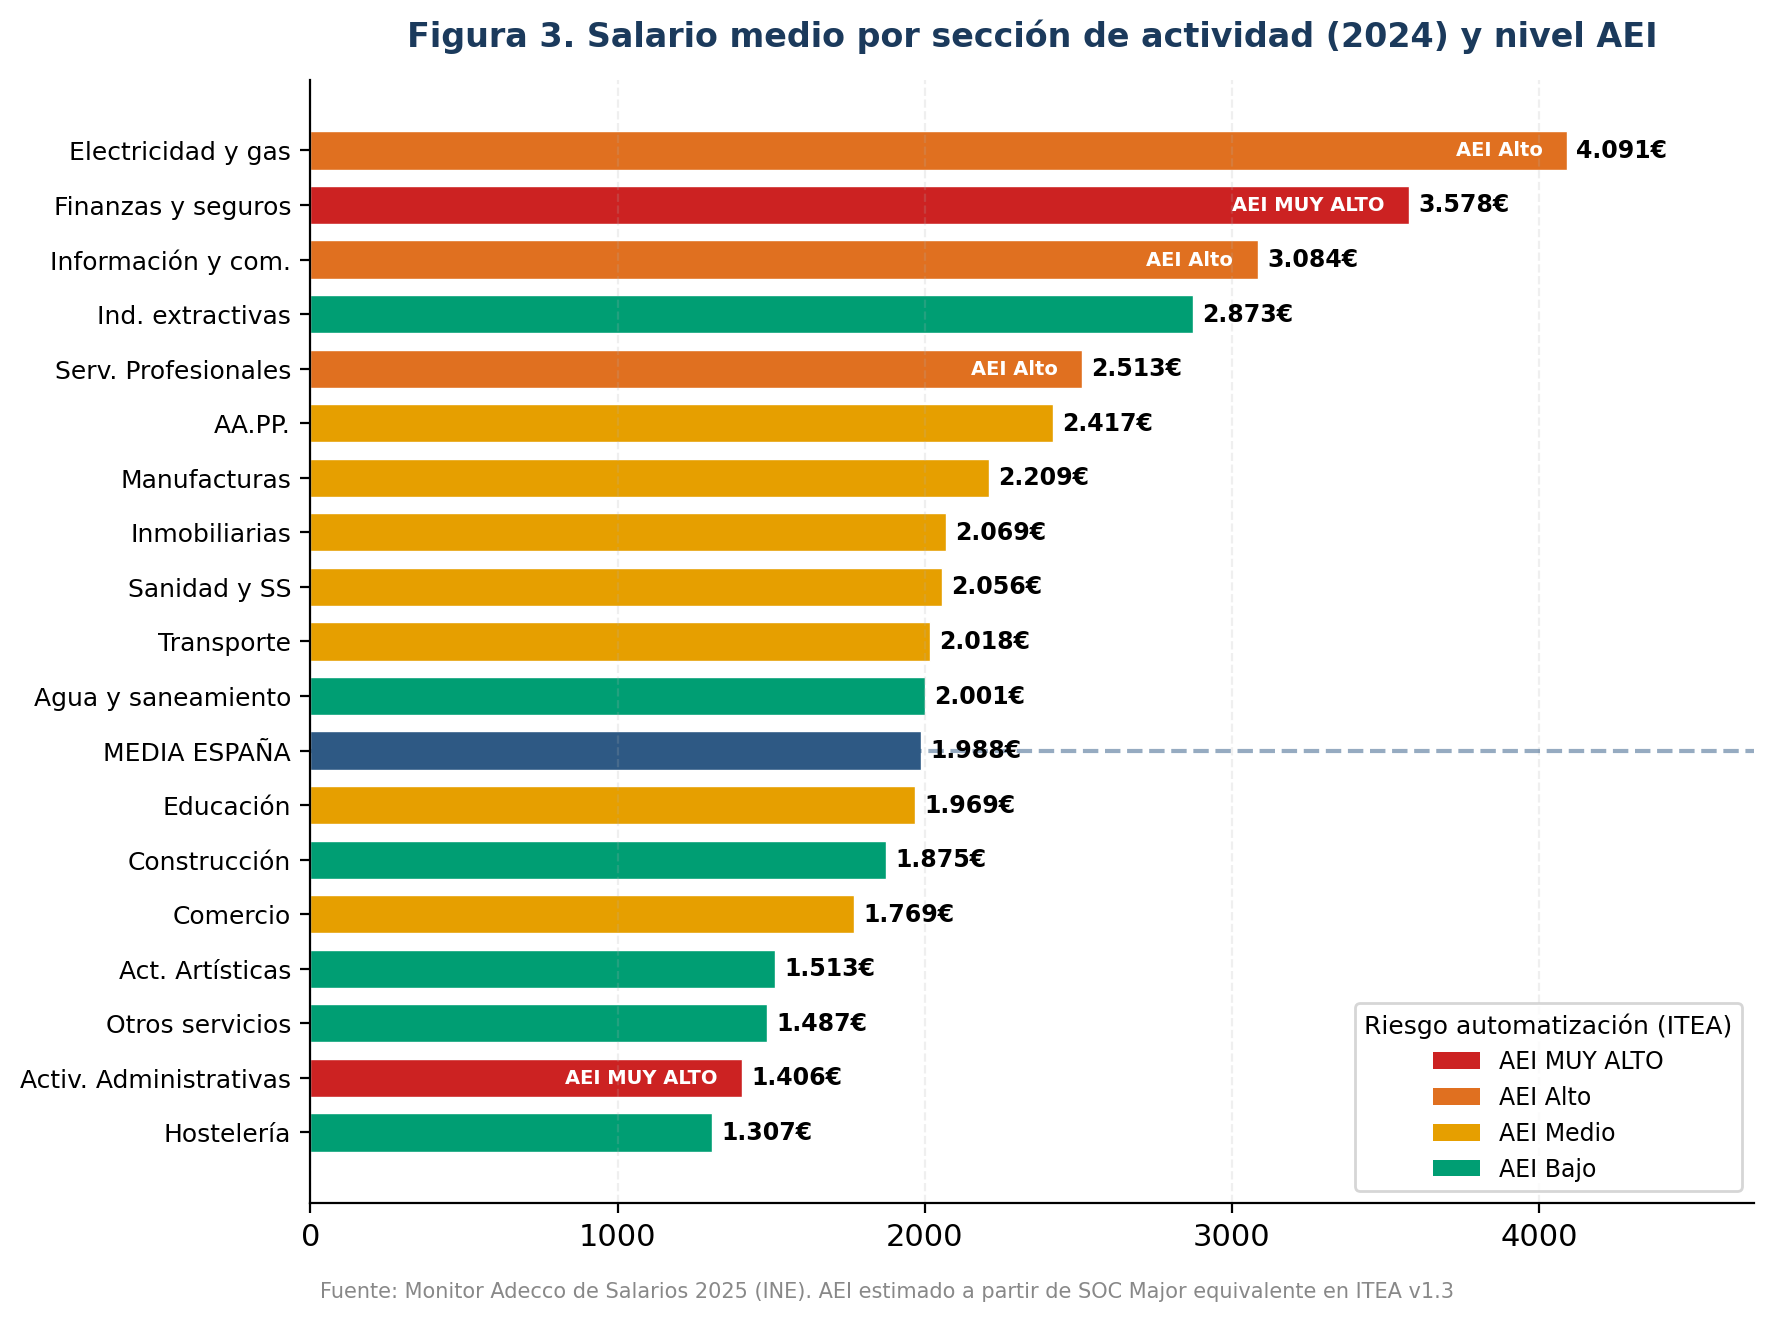 Figura 3. Salario medio por sección de actividad (2024) y nivel AEI
Electricidad y gas AEI Alto 4.091€
Finanzas y seguros AEI MUY ALTO 3.578€
Información y com. AEI Alto 3.084€
Ind. extractivas 2.873€
Serv. Profesionales AEI Alto 2.513€
AA.PP. 2.417€
Manufacturas 2.209€
Inmobiliarias 2.069€
Sanidad y SS 2.056€
Transporte 2.018€
Agua y saneamiento 2.001€
MEDIA ESPAÑA 1.988€
Educación 1.969€
Construcción 1.875€
Comercio 1.769€
Act. Artísticas 1.513€
Otros servicios 1.487€
Activ. Administrativas AEI MUY ALTO 1.406€
Hostelería 1.307€
Riesgo automatización (ITEA)
AEI MUY ALTO
AEI Alto
AEI Medio
AEI Bajo
0 1000 2000 3000 4000
Fuente: Monitor Adecco de Salarios 2025 (INE). AEI estimado a partir de SOC Major equivalente en ITEA v1.3